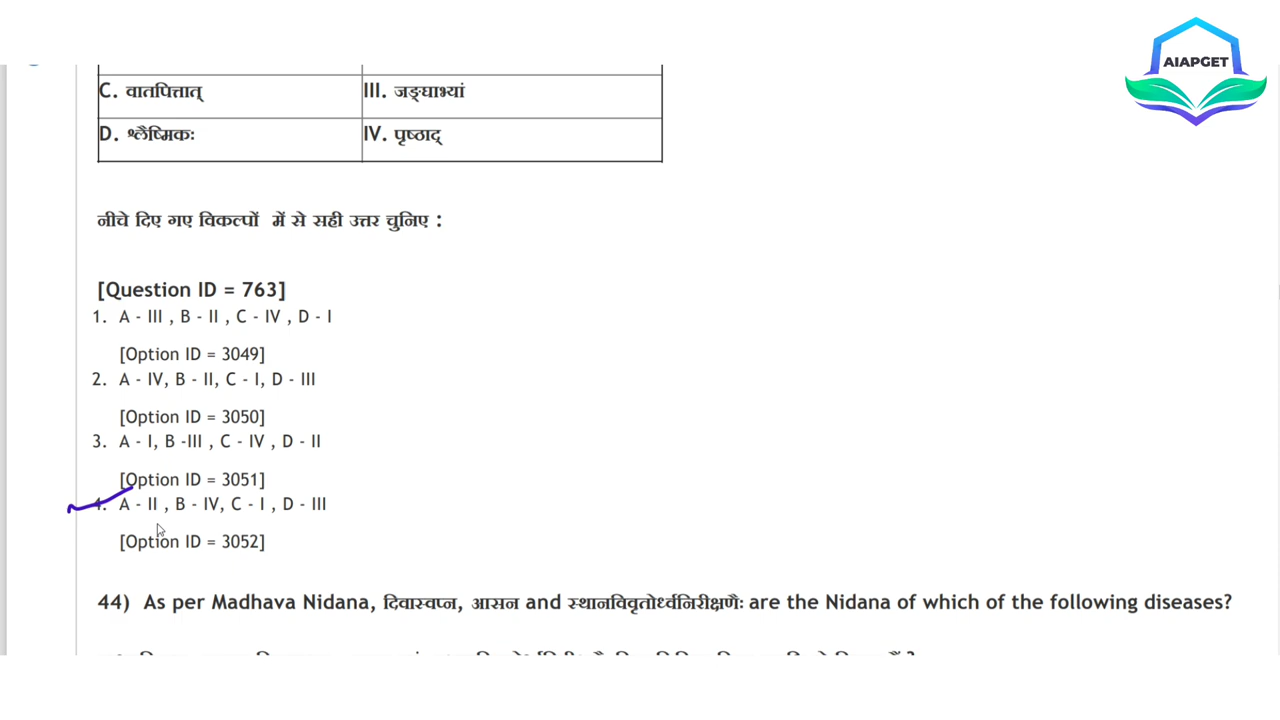 AIAPGET
C. वातपित्तात् III. जङ्घाभ्यां
D. श्लैष्मिकः IV. पृष्ठाद्
नीचे दिए गए विकल्पों में से सही उत्तर चुनिए :
[Question ID = 763]
1. A - III , B - II , C - IV , D - I
[Option ID = 3049]
2. A - IV, B - II, C - I, D - III
[Option ID = 3050]
3. A - I, B -III , C - IV , D - II
[Option ID = 3051]
4. A - II , B - IV, C - I , D - III
[Option ID = 3052]
44) As per Madhava Nidana, दिवास्वप्न, आसन and स्थानविवृतोर्ध्वनिरीक्षणैः are the Nidana of which of the following diseases?